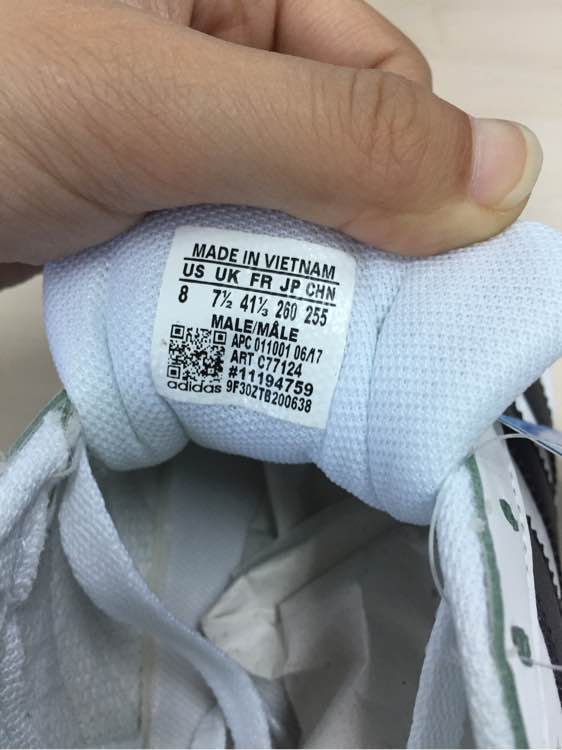 MADE IN VIETNAM
US UK FR JP CHN
8 7½ 41⅓ 260 255
MALE/MÂLE
APC 011001 06/17
ART C77124
#11194759
adidas 9F30ZTB200638